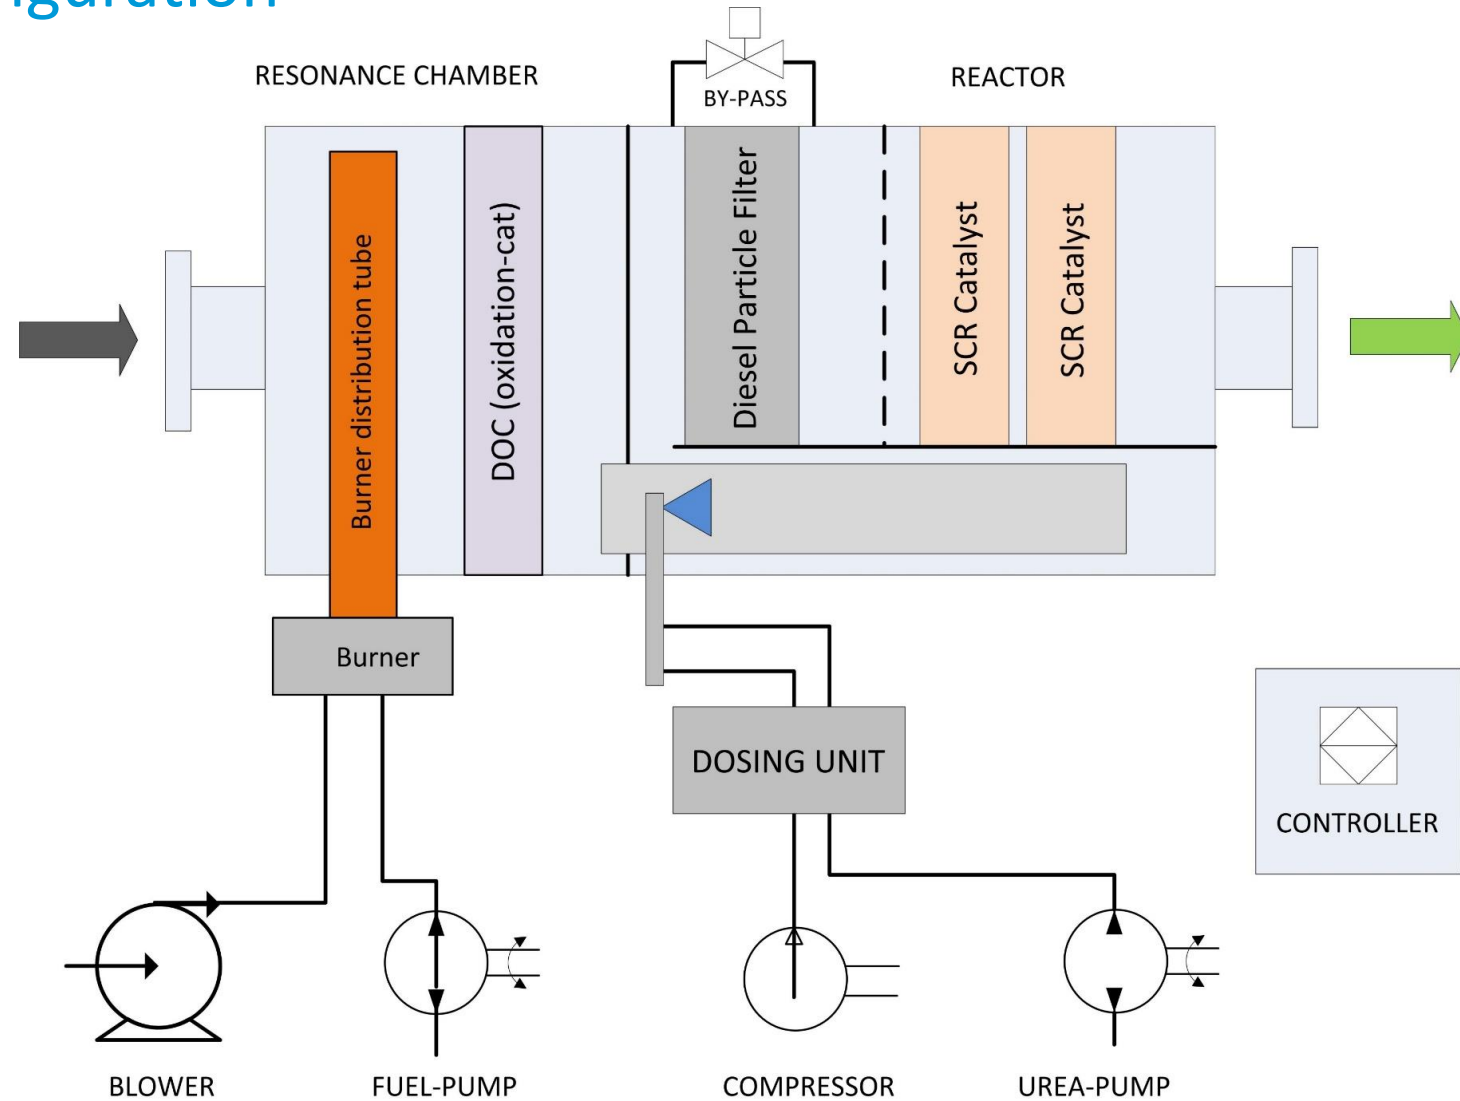 RESONANCE CHAMBER
BY-PASS
REACTOR
Burner distribution tube
DOC (oxidation-cat)
Diesel Particle Filter
SCR Catalyst
SCR Catalyst
Burner
DOSING UNIT
CONTROLLER
BLOWER
FUEL-PUMP
COMPRESSOR
UREA-PUMP